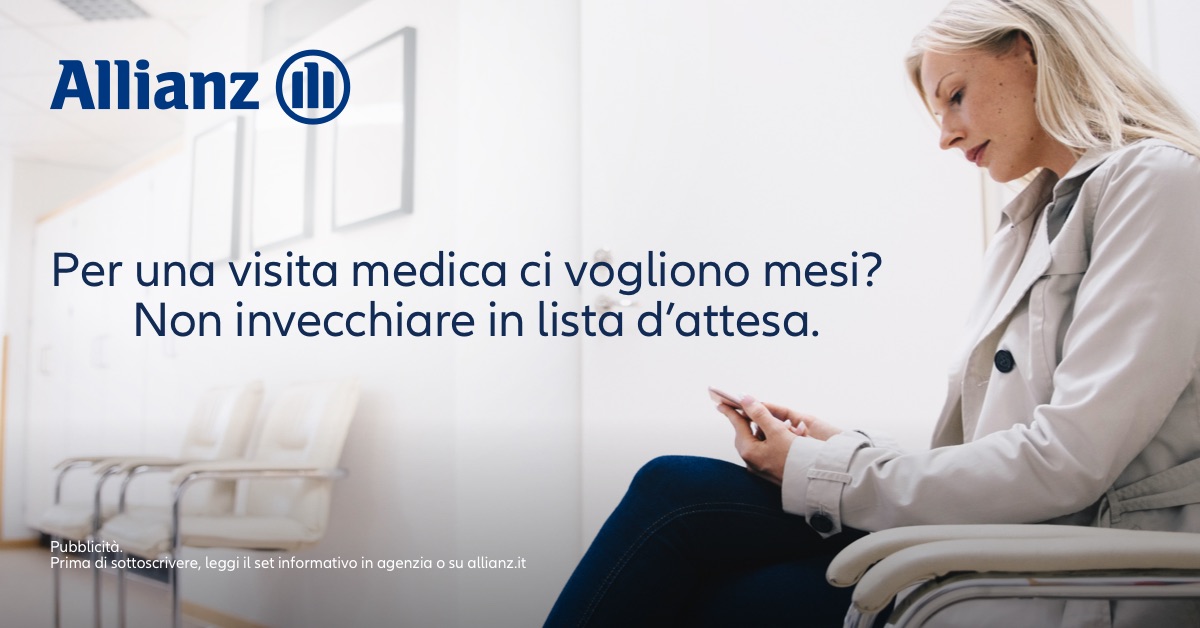 Allianz
Per una visita medica ci vogliono mesi?
Non invecchiare in lista d’attesa.
Pubblicità.
Prima di sottoscrivere, leggi il set informativo in agenzia o su allianz.it